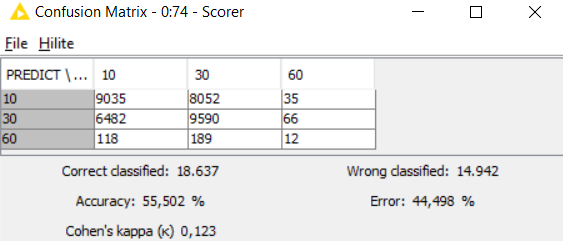 Confusion Matrix - 0:74 - Scorer
File Hilite
PREDICT \ ... 10 30 60
10 9035 8052 35
30 6482 9590 66
60 118 189 12
Correct classified: 18.637 Wrong classified: 14.942
Accuracy: 55,502 % Error: 44,498 %
Cohen's kappa (κ) 0,123